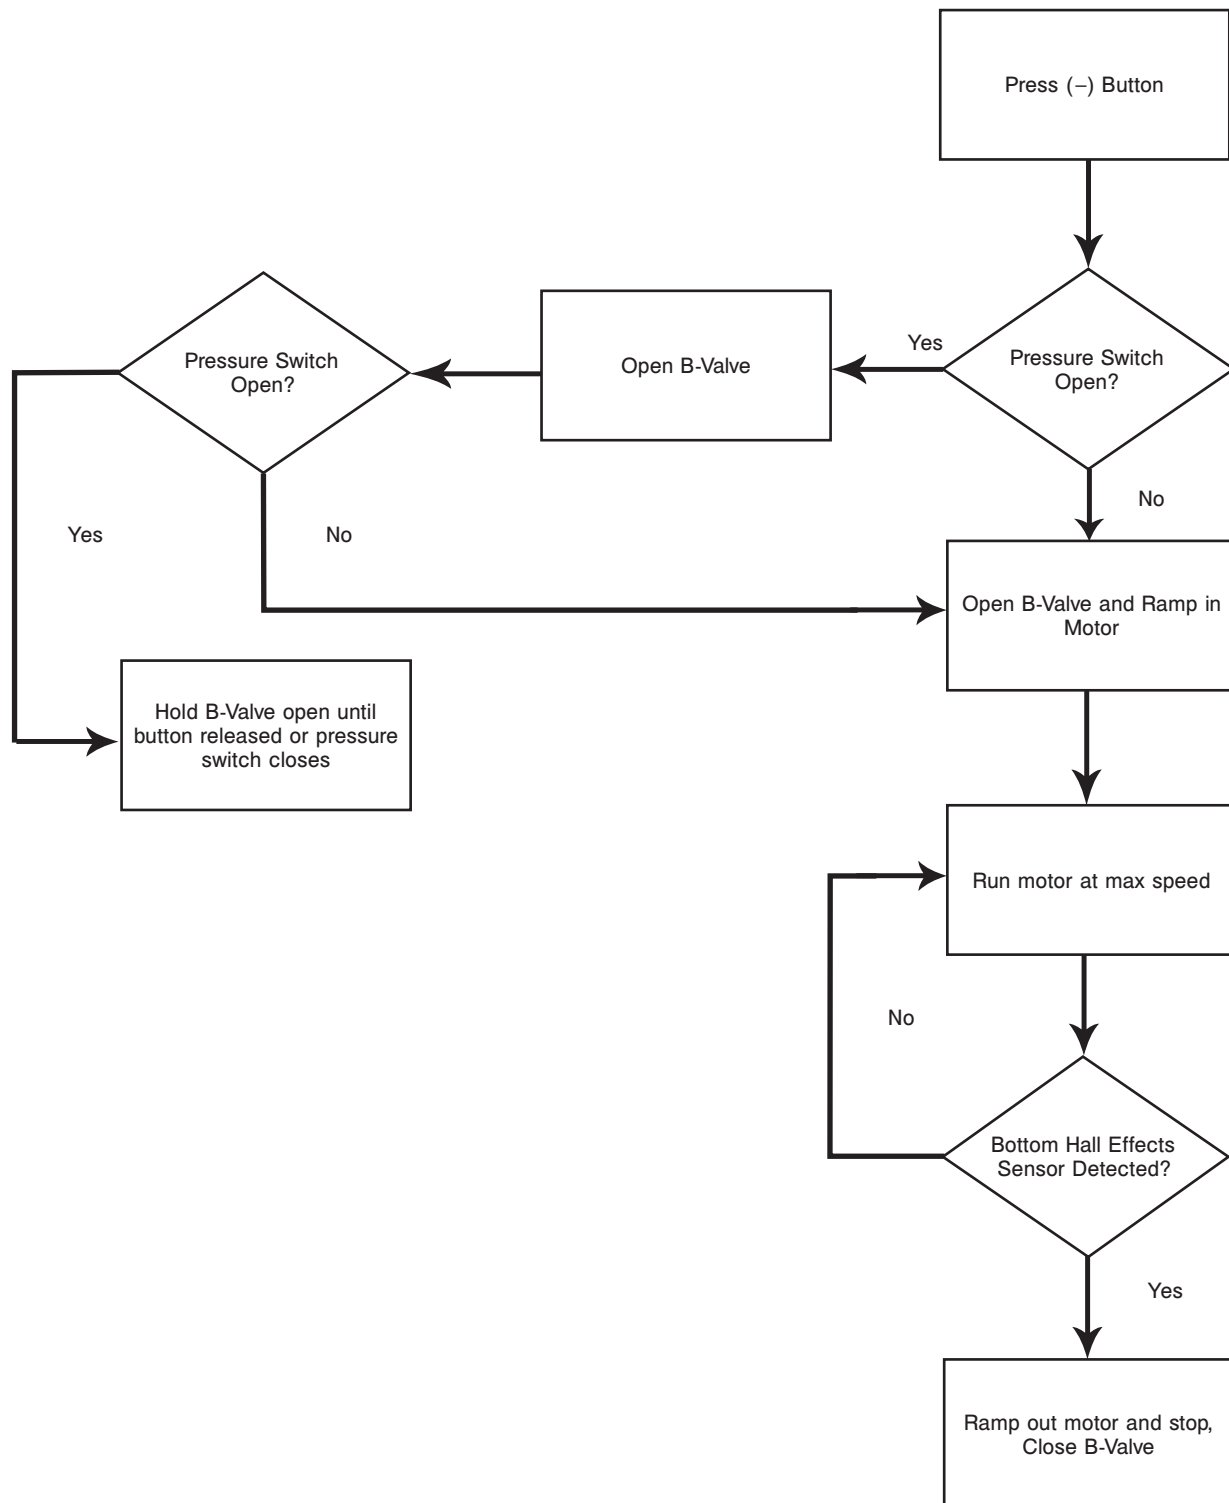 Press (–) Button
Pressure Switch
Open?
Yes
Open B-Valve
Pressure Switch
Open?
No
Yes
No
Open B-Valve and Ramp in
Motor
Hold B-Valve open until
button released or pressure
switch closes
Run motor at max speed
No
Bottom Hall Effects
Sensor Detected?
Yes
Ramp out motor and stop,
Close B-Valve